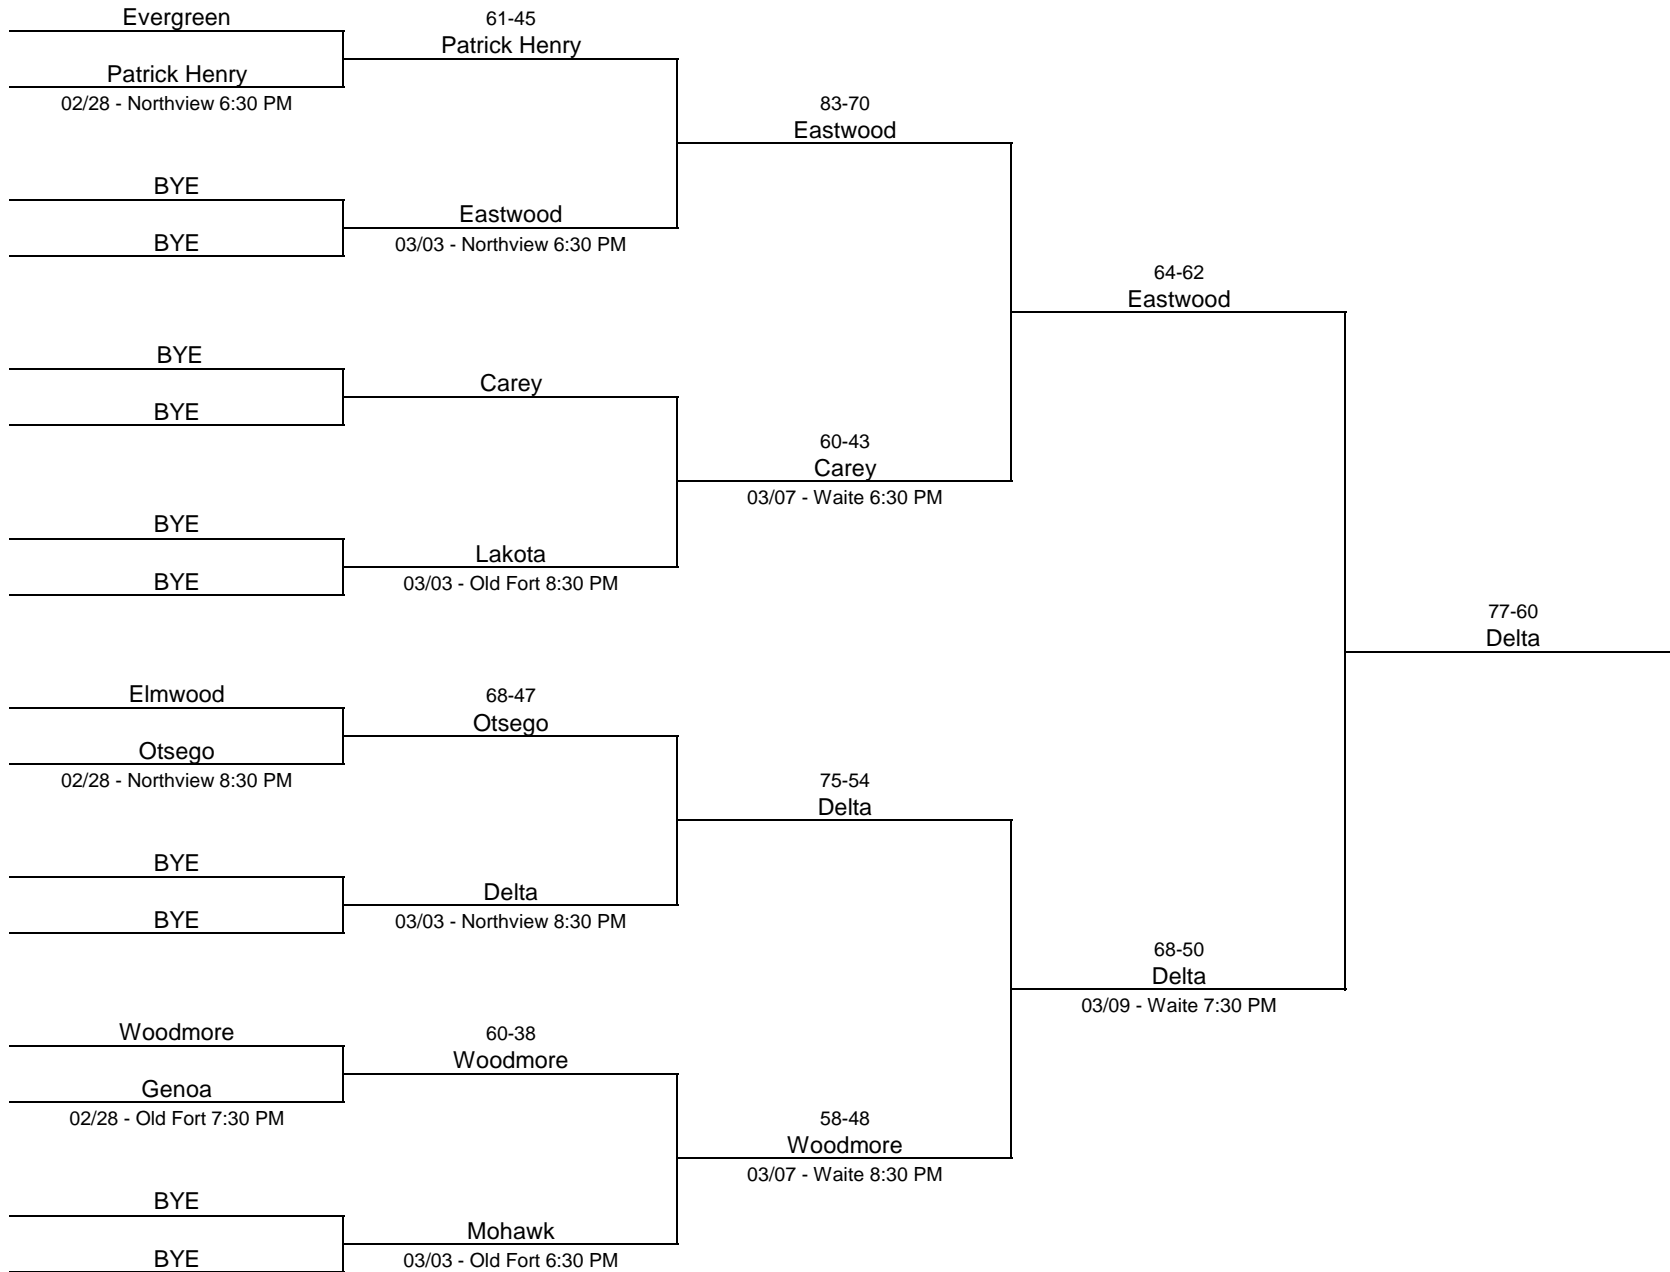 Evergreen
Patrick Henry
02/28 - Northview 6:30 PM
BYE
BYE
BYE
BYE
BYE
BYE
Elmwood
Otsego
02/28 - Northview 8:30 PM
BYE
BYE
Woodmore
Genoa
02/28 - Old Fort 7:30 PM
BYE
BYE
61-45
Patrick Henry
Eastwood
03/03 - Northview 6:30 PM
Carey
Lakota
03/03 - Old Fort 8:30 PM
68-47
Otsego
Delta
03/03 - Northview 8:30 PM
60-38
Woodmore
Mohawk
03/03 - Old Fort 6:30 PM
83-70
Eastwood
60-43
Carey
03/07 - Waite 6:30 PM
75-54
Delta
58-48
Woodmore
03/07 - Waite 8:30 PM
64-62
Eastwood
68-50
Delta
03/09 - Waite 7:30 PM
77-60
Delta